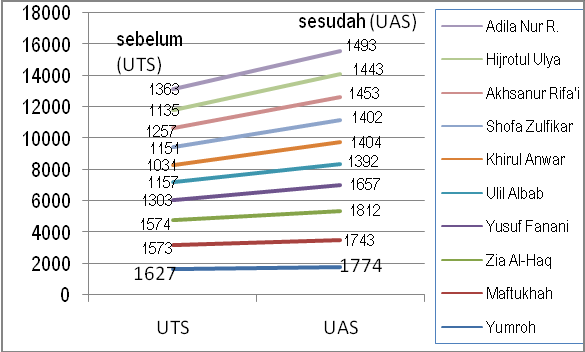 18000
16000
14000
12000
10000
8000
6000
4000
2000
0
sebelum
(UTS)
sesudah (UAS)
1363
1135
1257
1151
1031
1157
1303
1574
1573
1627
1493
1443
1453
1402
1404
1392
1657
1812
1743
1774
UTS
UAS
Adila Nur R.
Hijrotul Ulya
Akhsanur Rifa'i
Shofa Zulfikar
Khirul Anwar
Ulil Albab
Yusuf Fanani
Zia Al-Haq
Maftukhah
Yumroh